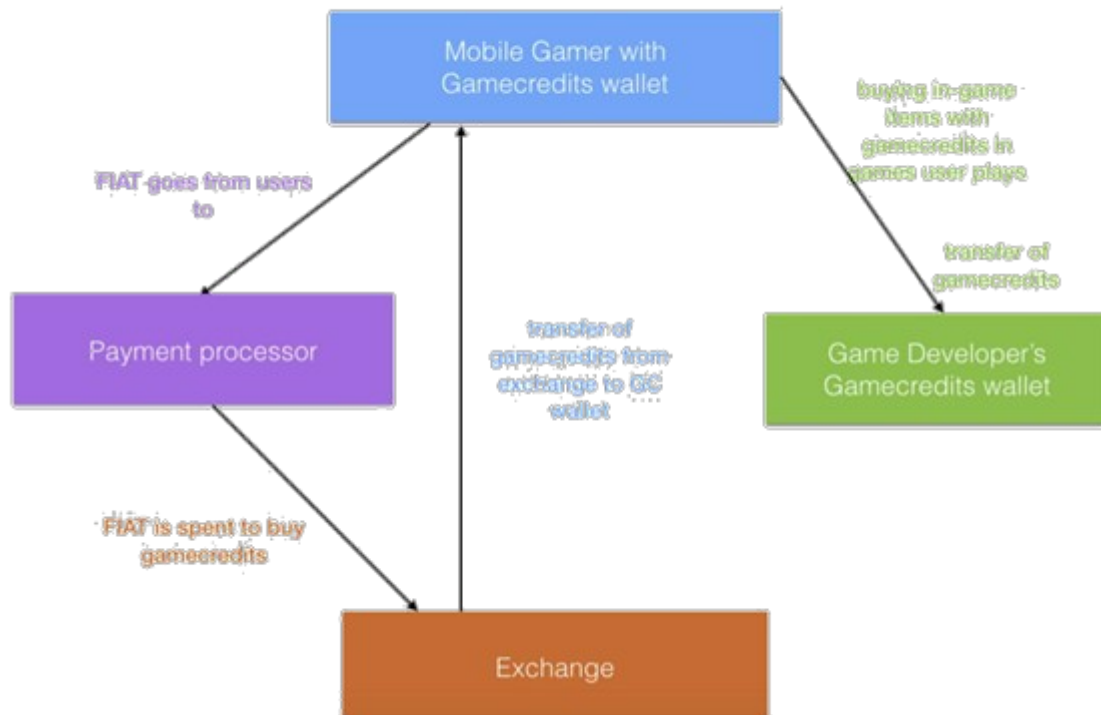 Mobile Gamer with
Gamecredits wallet
buying in-game
items with
gamecredits in
games user plays
FIAT goes from users
to
transfer of
gamecredits
Payment processor
transfer of
gamecredits from
exchange to GC
wallet
Game Developer's
Gamecredits wallet
FIAT is spent to buy
gamecredits
Exchange